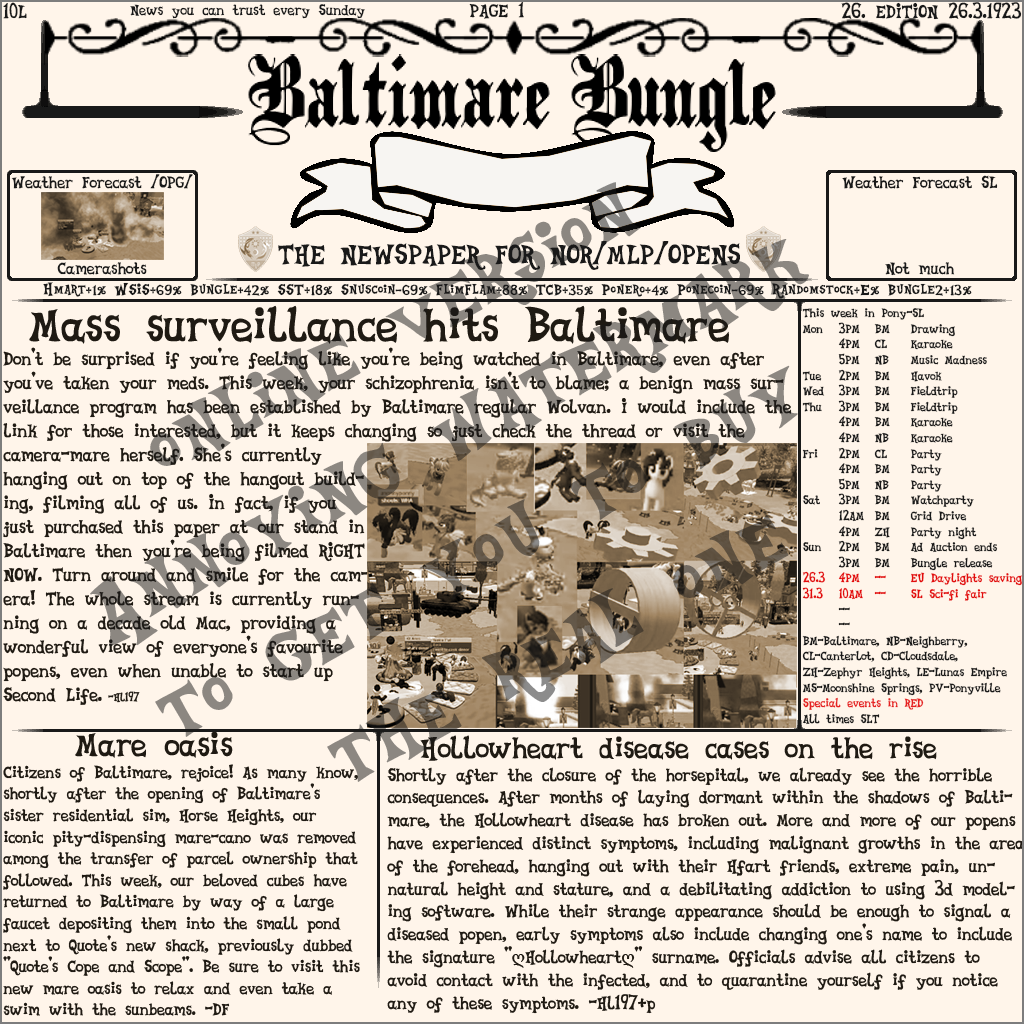 10L News you can trust every Sunday PAGE 1 26. EDITION 26.3.1923
Baltimare Bungle
Weather Forecast /OPG/
Camerashots
Weather Forecast SL
Not much
THE NEWSPAPER FOR NOR/MLP/OPENS
HMART+1% WSIS+69% BUNGLE+42% SST+18% SNUSCOIN-69% FLIMFLAM+88% TCB+35% PONERO+4% PONECOIN-69% RANDOMSTOCK+E% BUNGLE2+13%
Mass surveillance hits Baltimare
Don't be surprised if you're feeling like you're being watched in Baltimare, even after
you've taken your meds. This week, your schizophrenia isn't to blame; a benign mass sur-
veillance program has been established by Baltimare regular Wolvan. I would include the
link for those interested, but it keeps changing so just check the thread or visit the
camera-mare herself. She's currently
hanging out on top of the hangout build-
ing, filming all of us. In fact, if you
just purchased this paper at our stand in
Baltimare then you're being filmed RIGHT
NOW. Turn around and smile for the cam-
era! The whole stream is currently run-
ning on a decade old Mac, providing a
wonderful view of everyone's favourite
popens, even when unable to start up
Second Life. -HL197
This week in Pony-SL
Mon 3PM BM Drawing
4PM CL Karaoke
5PM NB Music Madness
Tue 2PM BM Havok
Wed 3PM BM Fieldtrip
Thu 3PM BM Fieldtrip
4PM BM Karaoke
4PM NB Karaoke
Fri 2PM CL Party
4PM BM Party
5PM NB Party
Sat 3PM BM Watchparty
12AM BM Grid Drive
4PM ZH Party night
Sun 2PM BM Ad Auction ends
3PM BM Bungle release
26.3 4PM — EU Daylights saving
31.3 10AM — SL Sci-fi fair
—
—
BM-Baltimare, NB-Neighberry,
CL-Canterlot, CD-Cloudsdale,
ZH-Zephyr Heights, LE-Lunas Empire
MS-Moonshine Springs, PV-Ponyville
Special events in RED
All times SLT
Mare oasis
Citizens of Baltimare, rejoice! As many know,
shortly after the opening of Baltimare's
sister residential sim, Horse Heights, our
iconic pity-dispensing mare-cano was removed
among the transfer of parcel ownership that
followed. This week, our beloved cubes have
returned to Baltimare by way of a large
faucet depositing them into the small pond
next to Quote's new shack, previously dubbed
"Quote's Cope and Scope". Be sure to visit this
new mare oasis to relax and even take a
swim with the sunbeams. -DF
Hollowheart disease cases on the rise
Shortly after the closure of the horsepital, we already see the horrible
consequences. After months of laying dormant within the shadows of Balti-
mare, the Hollowheart disease has broken out. More and more of our popens
have experienced distinct symptoms, including malignant growths in the area
of the forehead, hanging out with their Hfart friends, extreme pain, un-
natural height and stature, and a debilitating addiction to using 3d model-
ing software. While their strange appearance should be enough to signal a
diseased popen, early symptoms also include changing one's name to include
the signature "ღHollowheartღ" surname. Officials advise all citizens to
avoid contact with the infected, and to quarantine yourself if you notice
any of these symptoms. -HL197+p
ONLINE VERSION
ANNOYING WATERMARK
TO GET YOU TO BUY
THE REAL ONE